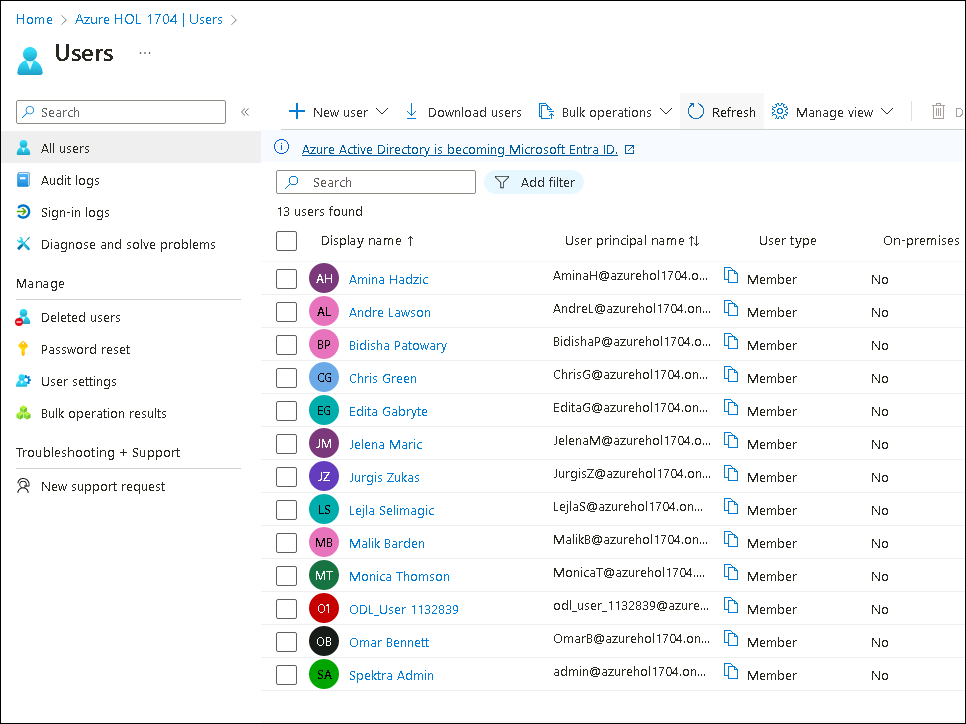 Home > Azure HOL 1704 | Users >
Users ...
Search «
New user Download users Bulk operations Refresh Manage view D
All users
Audit logs
Sign-in logs
Diagnose and solve problems
Manage
Deleted users
Password reset
User settings
Bulk operation results
Troubleshooting + Support
New support request
Azure Active Directory is becoming Microsoft Entra ID.
Search Add filter
13 users found
Display name ↑ User principal name ↑↓ User type On-premises
AH Amina Hadzic AminaH@azurehol1704.o... Member No
AL Andre Lawson AndreL@azurehol1704.on... Member No
BP Bidisha Patowary BidishaP@azurehol1704.o... Member No
CG Chris Green ChrisG@azurehol1704.on... Member No
EG Edita Gabryte EditaG@azurehol1704.on... Member No
JM Jelena Maric JelenaM@azurehol1704.o... Member No
JZ Jurgis Zukas JurgisZ@azurehol1704.on... Member No
LS Lejla Selimagic LejlaS@azurehol1704.on... Member No
MB Malik Barden MalikB@azurehol1704.on... Member No
MT Monica Thomson MonicaT@azurehol1704.... Member No
O1 ODL_User 1132839 odl_user_1132839@azure... Member No
OB Omar Bennett OmarB@azurehol1704.on... Member No
SA Spektra Admin admin@azurehol1704.on... Member No